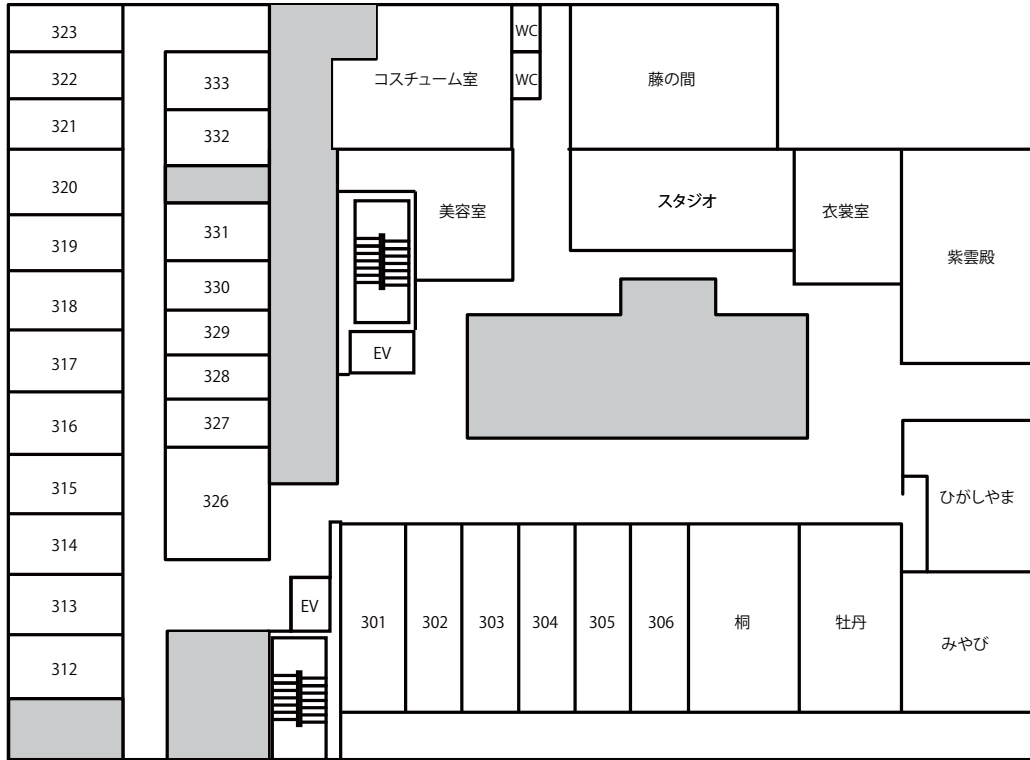 323
322
321
320
319
318
317
316
315
314
313
312
333
332
331
330
329
328
327
326
コスチューム室
WC
WC
藤の間
美容室
スタジオ
衣裳室
紫雲殿
EV
ひがしやま
EV
301
302
303
304
305
306
桐
牡丹
みやび